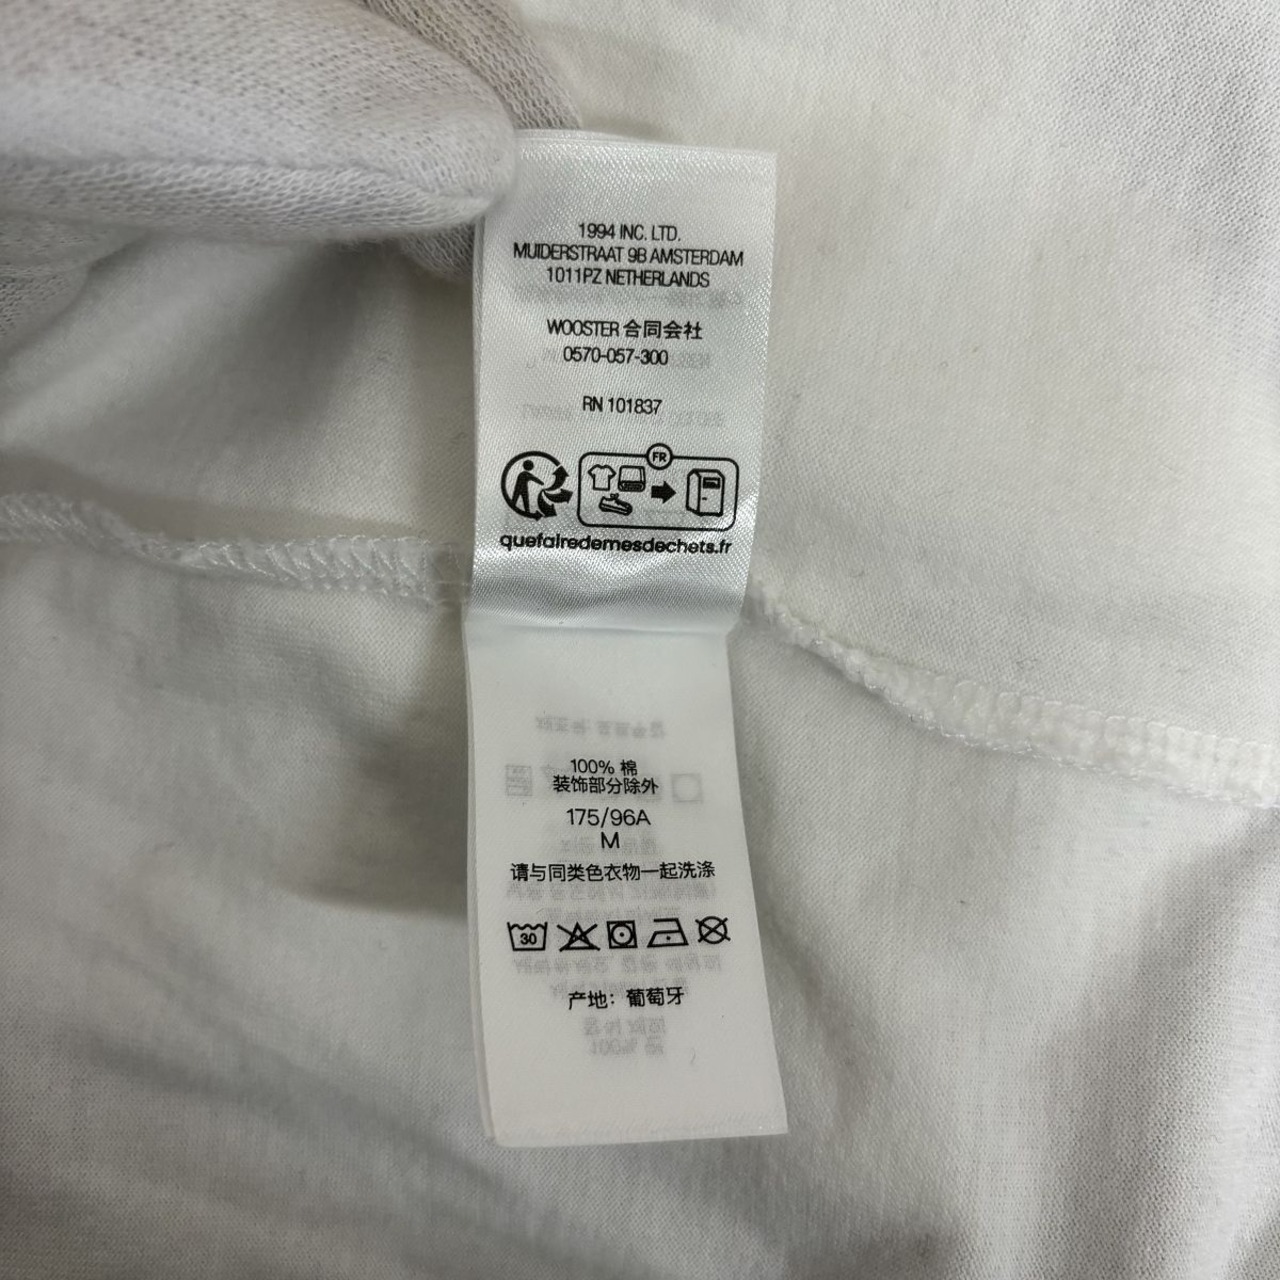 1994 INC. LTD.
MUIDERSTRAAT 9B AMSTERDAM
1011PZ NETHERLANDS
WOOSTER 合同会社
0570-057-300
RN 101837
FR
quefairedemesdechets.fr
100% 棉
装饰部分除外
175/96A
M
请与同类色衣物一起洗涤
30
产地：葡萄牙